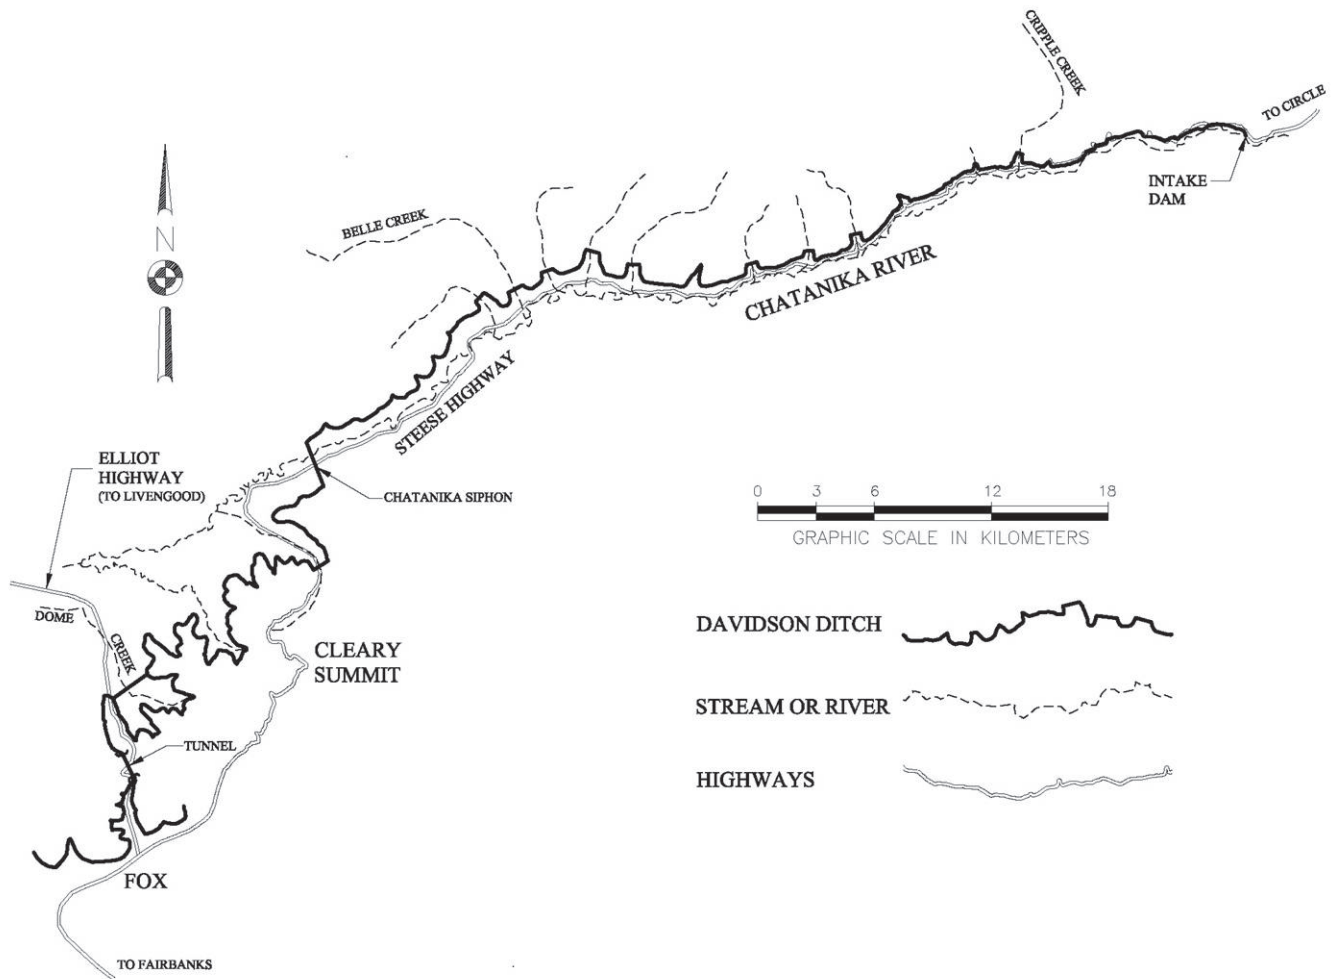 CRIPPLE CREEK
TO CIRCLE
INTAKE
DAM
N
BELLE CREEK
CHATANIKA RIVER
STEESE HIGHWAY
ELLIOT
HIGHWAY
(TO LIVENGOOD)
CHATANIKA SIPHON
0 3 6 12 18
GRAPHIC SCALE IN KILOMETERS
DOME
CREEK
CLEARY
SUMMIT
DAVIDSON DITCH
STREAM OR RIVER
TUNNEL
HIGHWAYS
FOX
TO FAIRBANKS